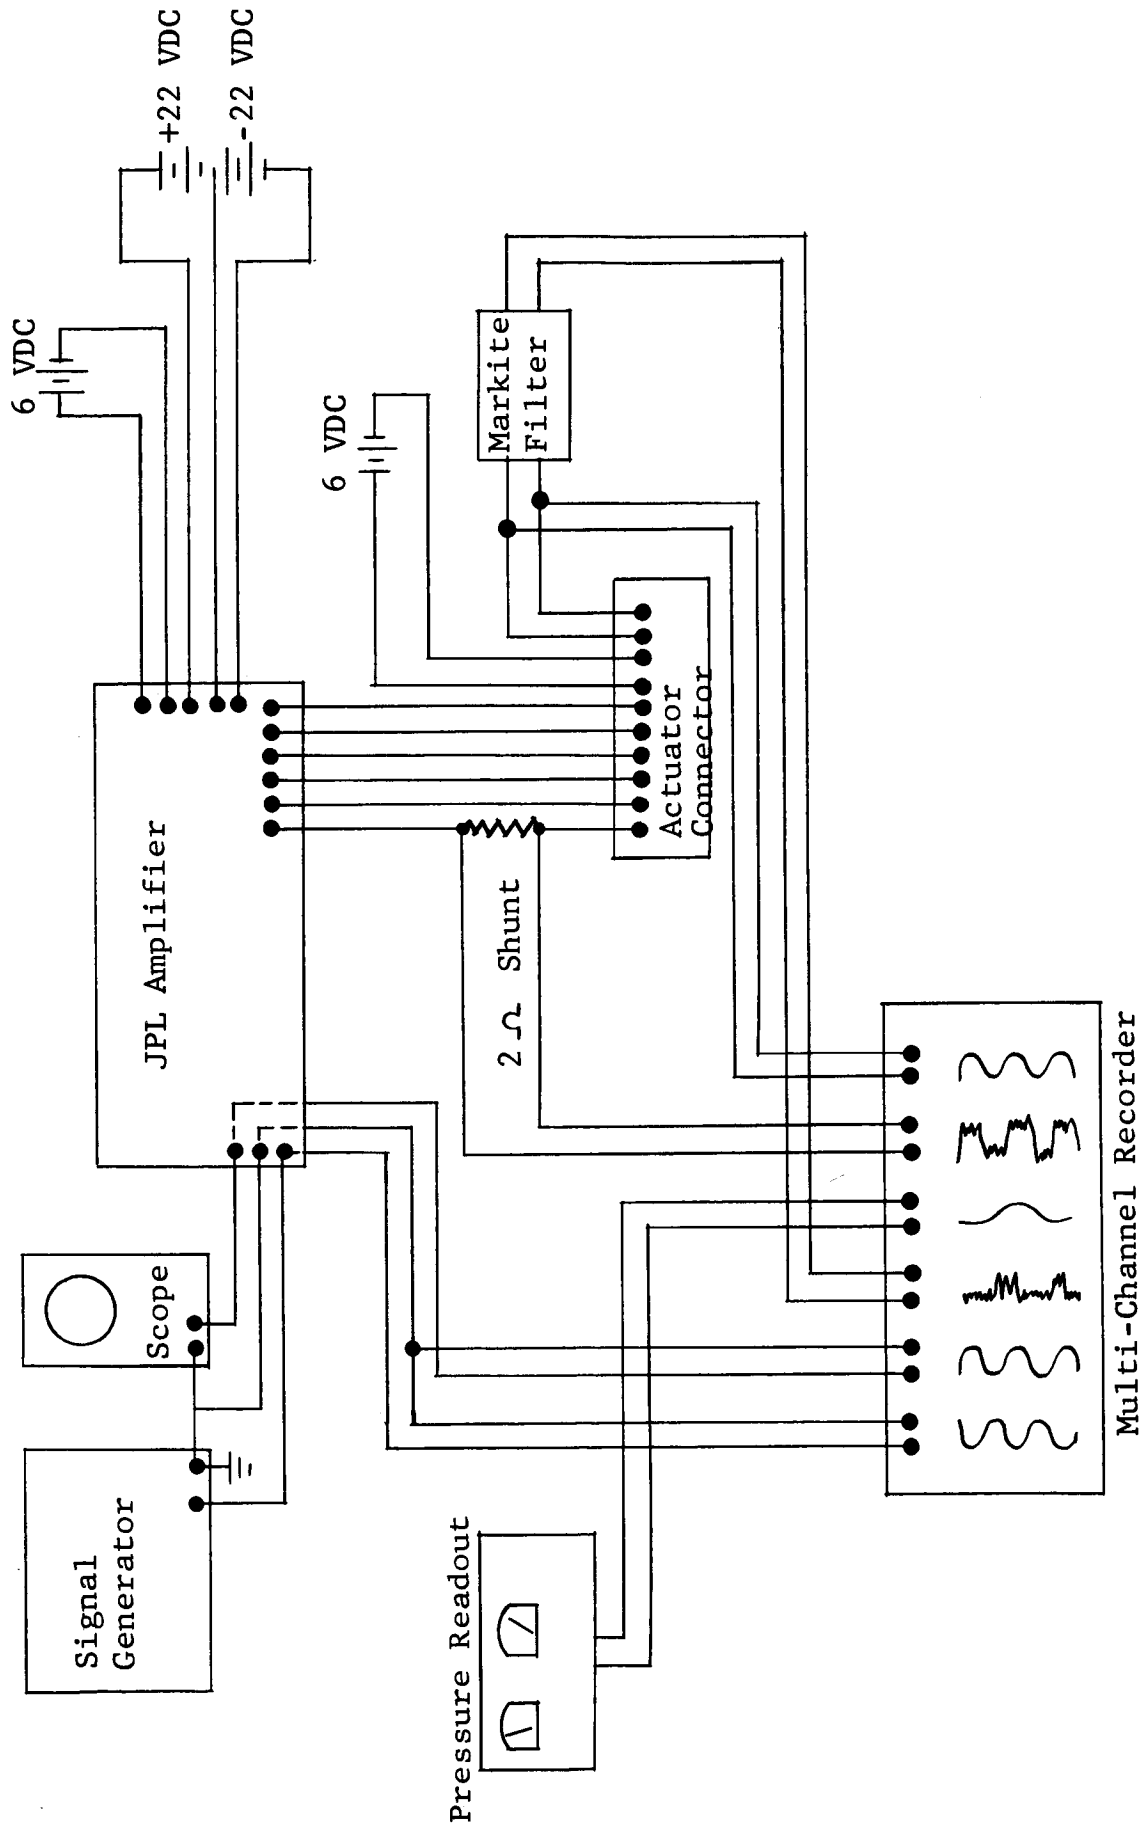 Signal
Generator
Scope
JPL Amplifier
6 VDC
+22 VDC
-22 VDC
Pressure Readout
2 Ω Shunt
6 VDC
Markite
Filter
Actuator
Connector
Multi-Channel Recorder